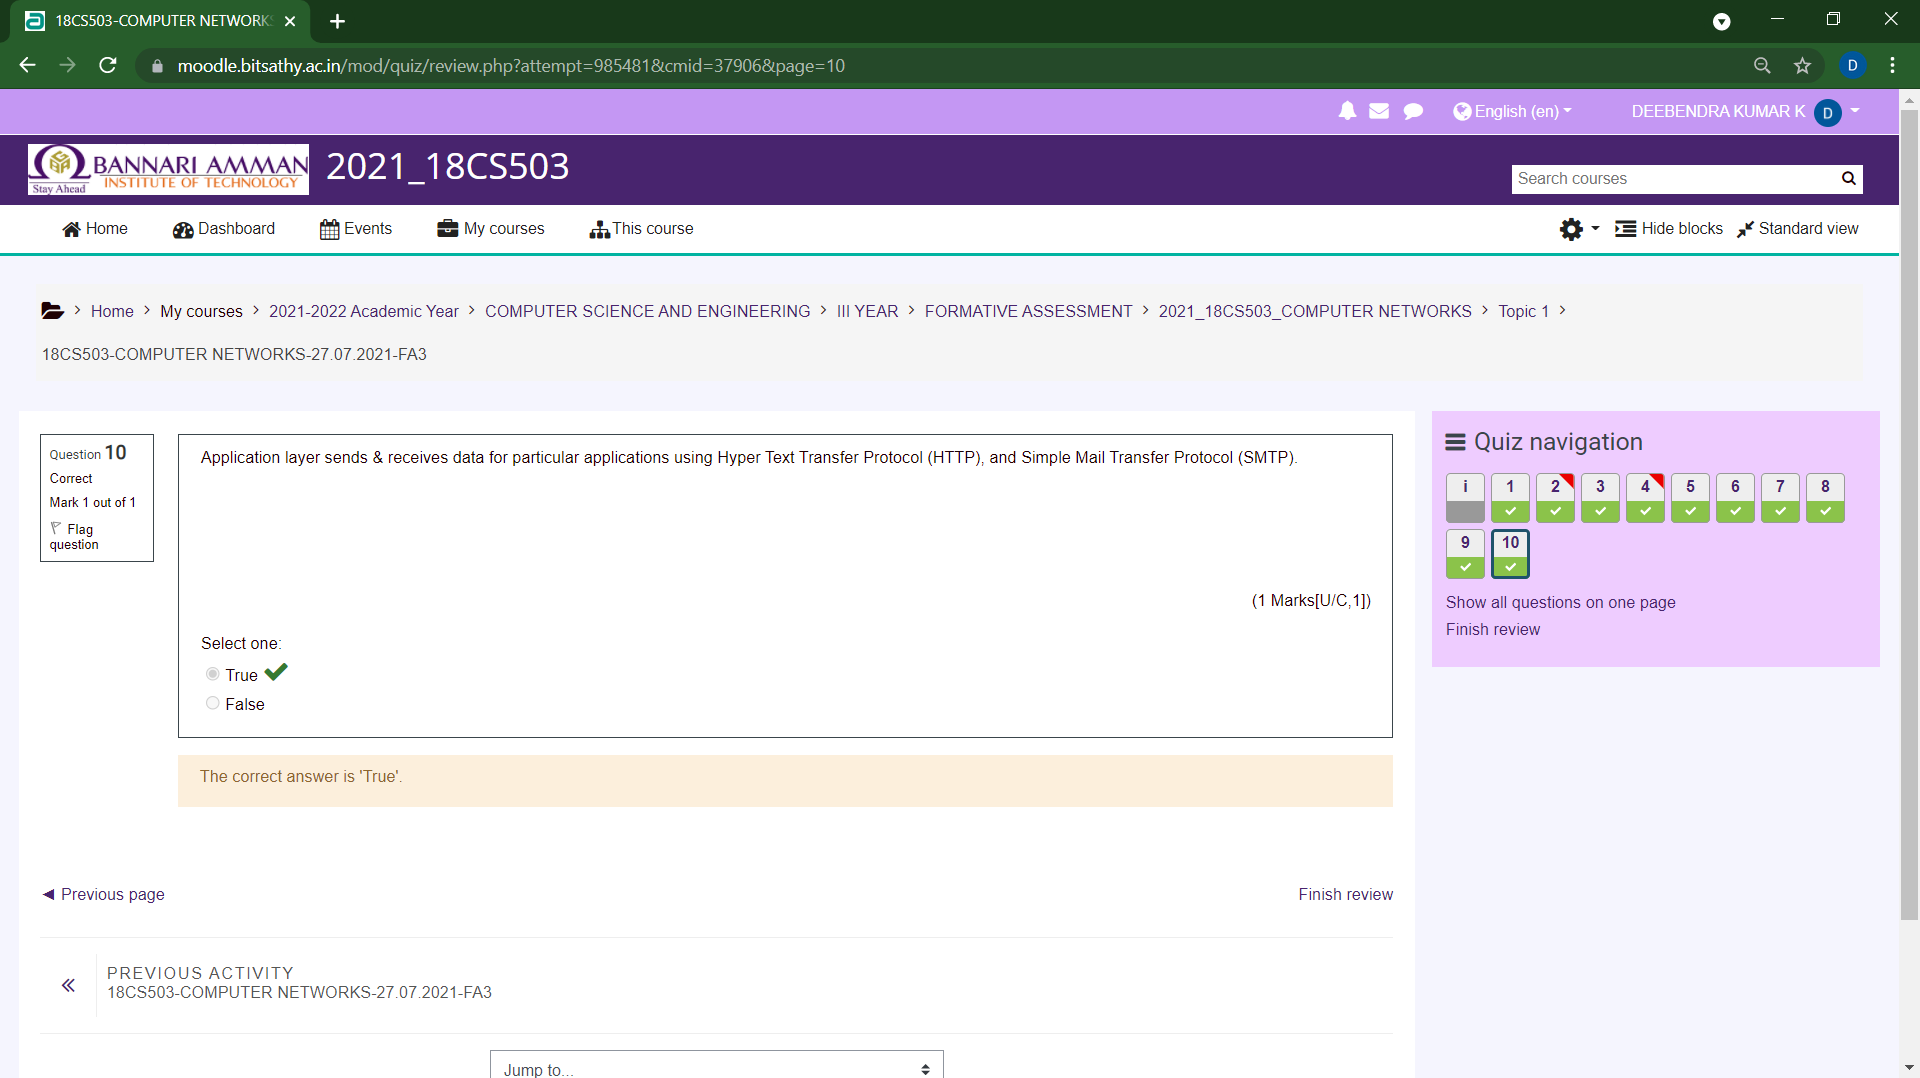 18CS503-COMPUTER NETWORKS
moodle.bitsathy.ac.in/mod/quiz/review.php?attempt=985481&cmid=37906&page=10
D
English (en)
DEEBENDRA KUMAR K
D
BANNARI AMMAN
INSTITUTE OF TECHNOLOGY
Stay Ahead
2021_18CS503
Search courses
Home
Dashboard
Events
My courses
This course
Hide blocks
Standard view
Home
My courses
2021-2022 Academic Year
COMPUTER SCIENCE AND ENGINEERING
III YEAR
FORMATIVE ASSESSMENT
2021_18CS503_COMPUTER NETWORKS
Topic 1
18CS503-COMPUTER NETWORKS-27.07.2021-FA3
Question 10
Correct
Mark 1 out of 1
Flag
question
Application layer sends & receives data for particular applications using Hyper Text Transfer Protocol (HTTP), and Simple Mail Transfer Protocol (SMTP).
(1 Marks[U/C,1])
Select one:
True
False
The correct answer is 'True'.
Quiz navigation
i 1 2 3 4 5 6 7 8
9 10
Show all questions on one page
Finish review
◄ Previous page
Finish review
PREVIOUS ACTIVITY
18CS503-COMPUTER NETWORKS-27.07.2021-FA3
Jump to...